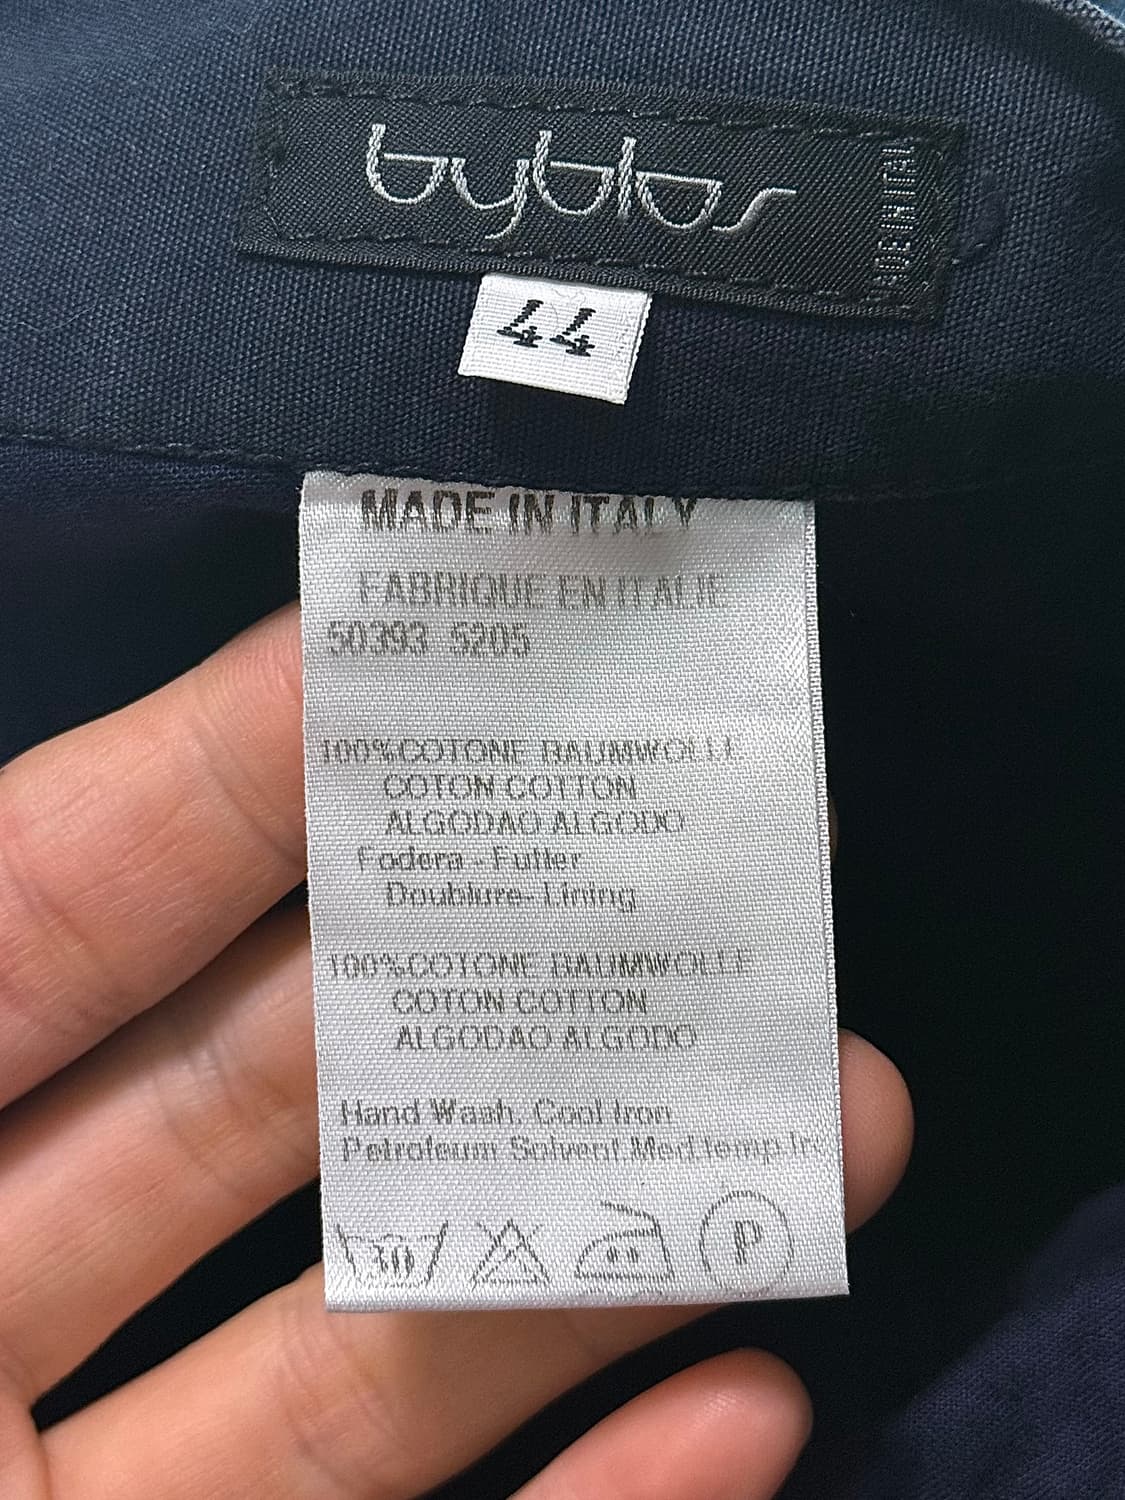 byblos
MADE IN ITALY
44
MADE IN ITALY
FABRIQUE EN ITALIE
50393 5205
100%COTONE BAUMWOLLE
COTON COTTON
ALGODAO ALGODO
Fodera - Futter
Doublure- Lining
100%COTONE BAUMWOLLE
COTON COTTON
ALGODAO ALGODO
Hand Wash. Cool Iron
Petroleum Solvent.Med.temp.Ir
30
P